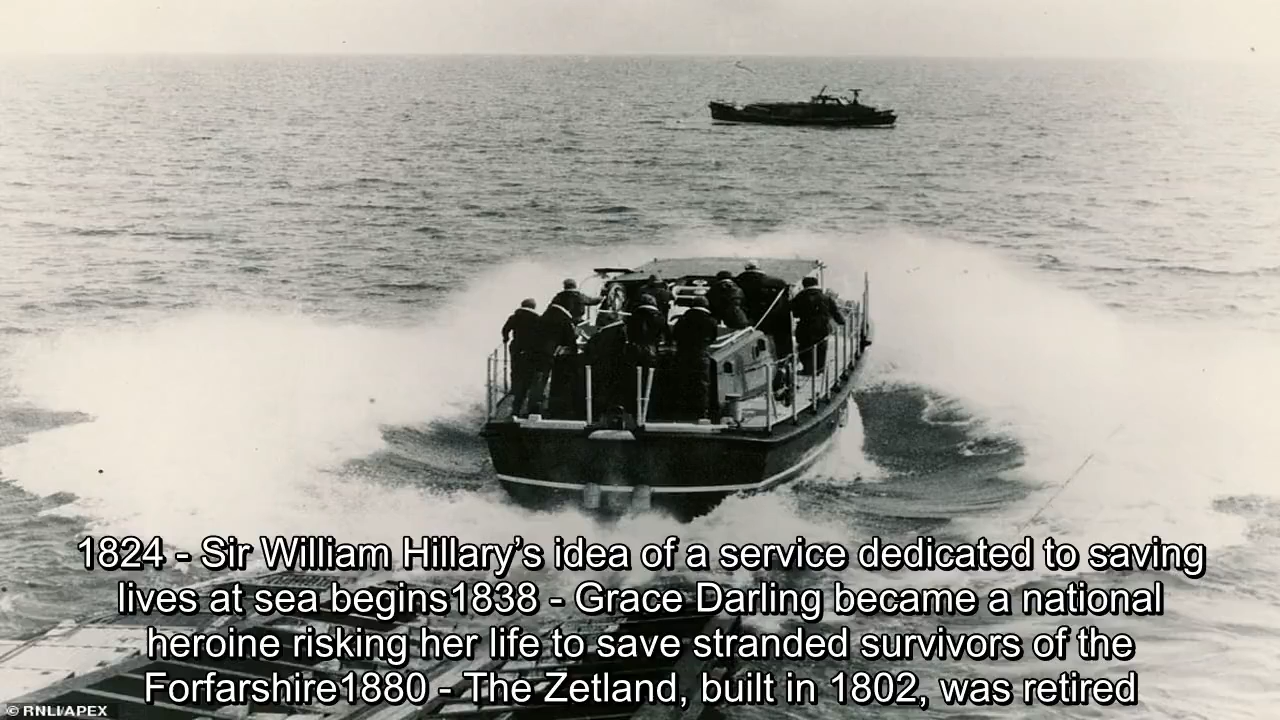 1824 - Sir William Hillary’s idea of a service dedicated to saving
lives at sea begins1838 - Grace Darling became a national
heroine risking her life to save stranded survivors of the
Forfarshire1880 - The Zetland, built in 1802, was retired
© RNLI/APEX